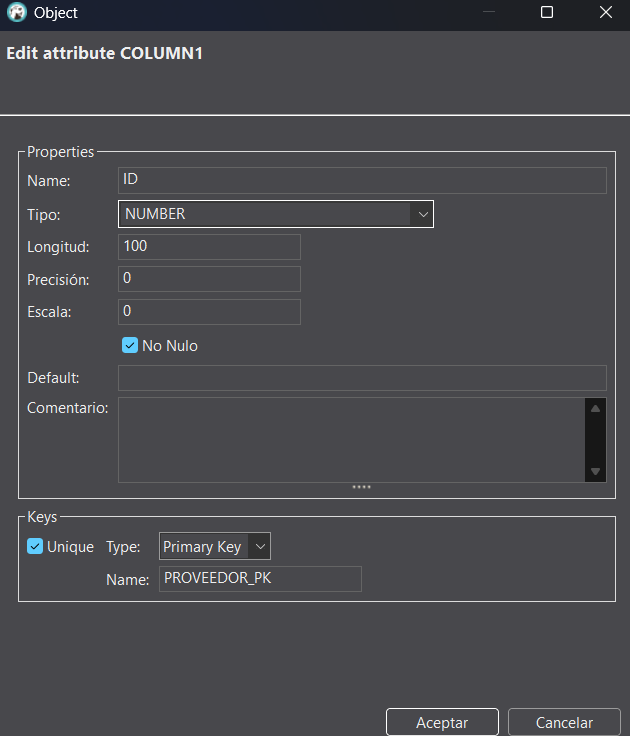 Object
Edit attribute COLUMN1
Properties
Name: ID
Tipo: NUMBER
Longitud: 100
Precisión: 0
Escala: 0
No Nulo
Default:
Comentario:
Keys
Unique Type: Primary Key
Name: PROVEEDOR_PK
Aceptar Cancelar